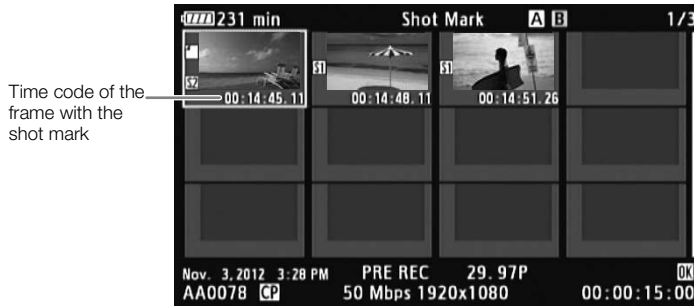 231 min Shot Mark A B 1/3
S2 S1 S1
00:14:45.11 00:14:48.11 00:14:51.26
Time code of the
frame with the
shot mark
Nov. 3,2012 3:28 PM PRE REC 29.97P OK
AA0078 CP 50 Mbps 1920x1080 00:00:15:00